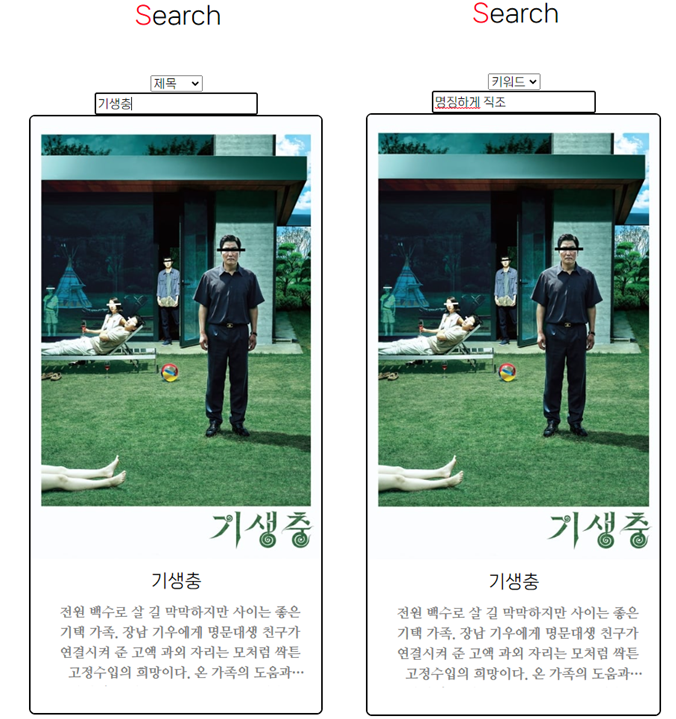 Search
제목
기생충
기생충
기생충
전원 백수로 살 길 막막하지만 사이는 좋은
기택 가족. 장남 기우에게 명문대생 친구가
연결시켜 준 고액 과외 자리는 모처럼 싹튼
고정수입의 희망이다. 온 가족의 도움과…
Search
키워드
명징하게 직조
기생충
기생충
전원 백수로 살 길 막막하지만 사이는 좋은
기택 가족. 장남 기우에게 명문대생 친구가
연결시켜 준 고액 과외 자리는 모처럼 싹튼
고정수입의 희망이다. 온 가족의 도움과…